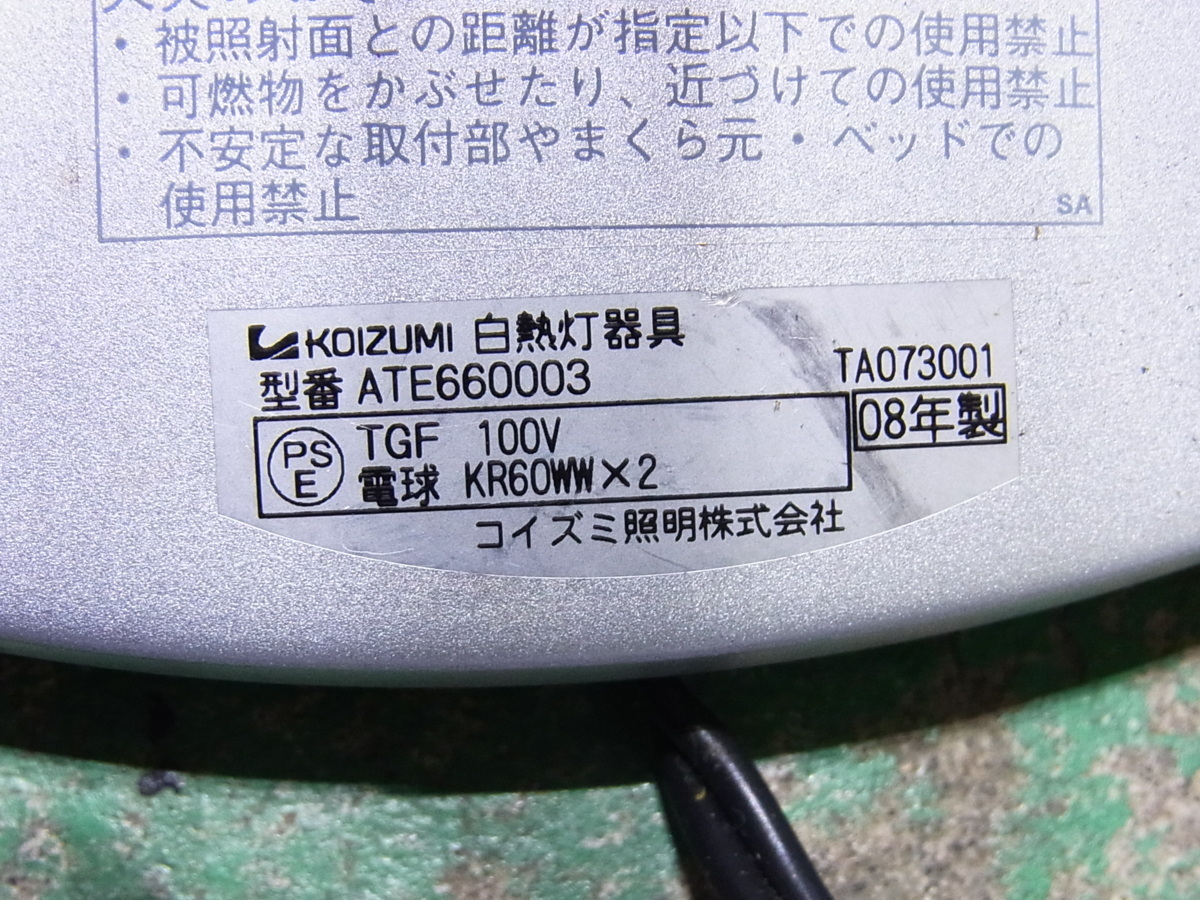 ・被照射面との距離が指定以下での使用禁止
・可燃物をかぶせたり、近づけての使用禁止
・不安定な取付部やまくら元・ベッドでの
使用禁止
SA
KOIZUMI 白熱灯器具
型番 ATE660003
TA073001
08年製
PS
E
TGF 100V
電球 KR60WW×2
コイズミ照明株式会社